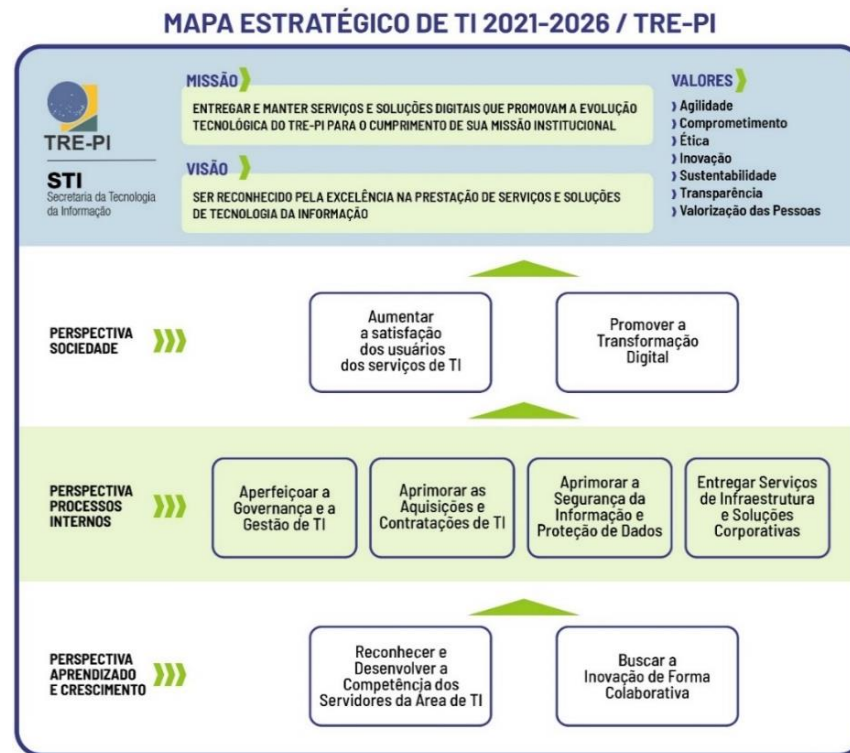 MAPA ESTRATÉGICO DE TI 2021-2026 / TRE-PI
TRE-PI
STI
Secretaria da Tecnologia
da Informação
MISSÃO
ENTREGAR E MANTER SERVIÇOS E SOLUÇÕES DIGITAIS QUE PROMOVAM A EVOLUÇÃO
TECNOLÓGICA DO TRE-PI PARA O CUMPRIMENTO DE SUA MISSÃO INSTITUCIONAL
VISÃO
SER RECONHECIDO PELA EXCELÊNCIA NA PRESTAÇÃO DE SERVIÇOS E SOLUÇÕES
DE TECNOLOGIA DA INFORMAÇÃO
VALORES
Agilidade
Comprometimento
Ética
Inovação
Sustentabilidade
Transparência
Valorização das Pessoas
PERSPECTIVA
SOCIEDADE
Aumentar
a satisfação
dos usuários
dos serviços de TI
Promover a
Transformação
Digital
PERSPECTIVA
PROCESSOS
INTERNOS
Aperfeiçoar a
Governança e a
Gestão de TI
Aprimorar as
Aquisições e
Contratações de TI
Aprimorar a
Segurança da
Informação e
Proteção de Dados
Entregar Serviços
de Infraestrutura
e Soluções
Corporativas
PERSPECTIVA
APRENDIZADO
E CRESCIMENTO
Reconhecer e
Desenvolver a
Competência dos
Servidores da Área de TI
Buscar a
Inovação de Forma
Colaborativa